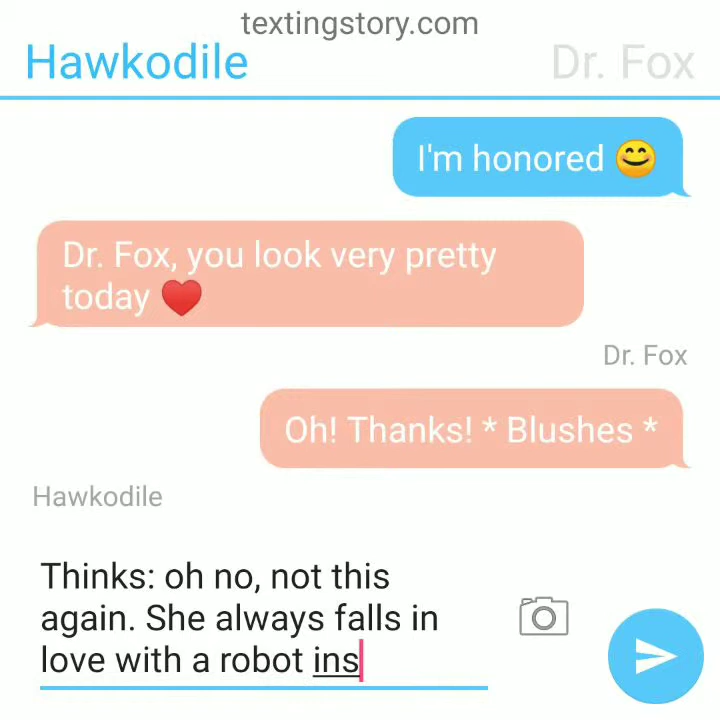 textingstory.com
Hawkodile
Dr. Fox
I'm honored 😊
Dr. Fox, you look very pretty
today ♥️
Dr. Fox
Oh! Thanks! * Blushes *
Hawkodile
Thinks: oh no, not this
again. She always falls in
love with a robot ins